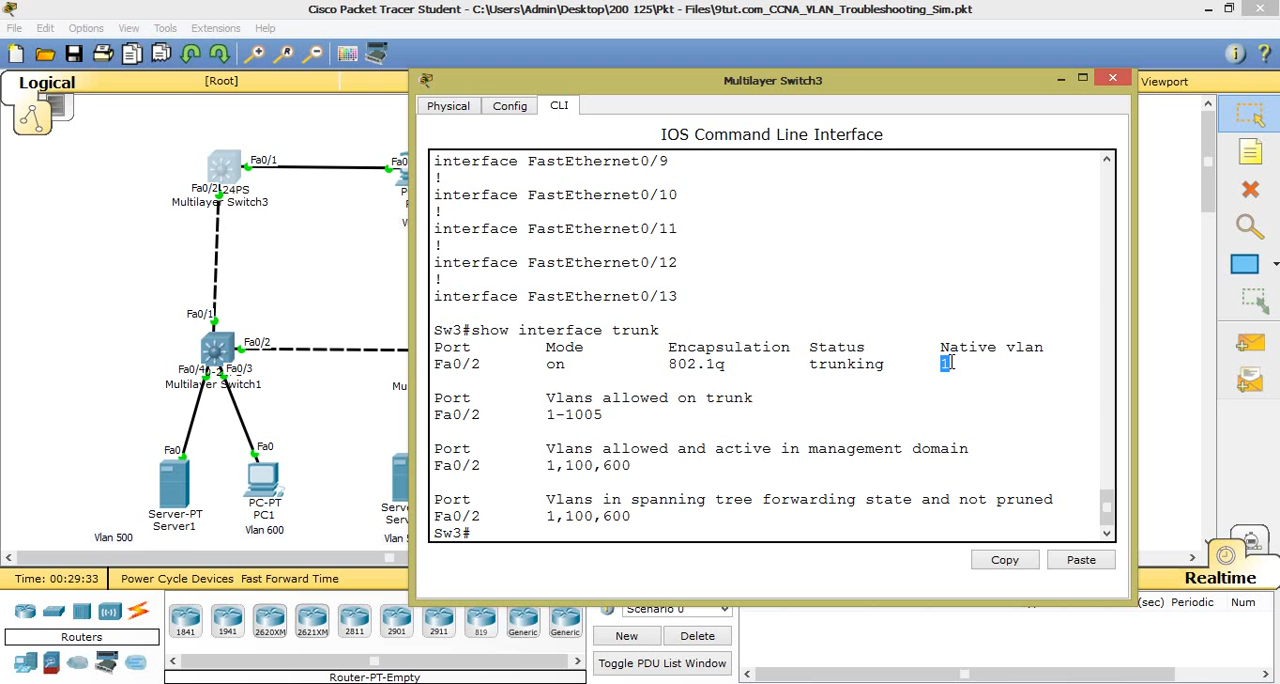 Cisco Packet Tracer Student - C:\Users\Admin\Desktop\200 125\Pkt - Files\9tut.com_CCNA_VLAN_Troubleshooting_Sim.pkt
File Edit Options View Tools Extensions Help
Logical
[Root]
Viewport
Multilayer Switch3
Physical Config CLI
IOS Command Line Interface
interface FastEthernet0/9
!
interface FastEthernet0/10
!
interface FastEthernet0/11
!
interface FastEthernet0/12
!
interface FastEthernet0/13
Sw3#show interface trunk
Port Mode Encapsulation Status Native vlan
Fa0/2 on 802.1q trunking 1
Port Vlans allowed on trunk
Fa0/2 1-1005
Port Vlans allowed and active in management domain
Fa0/2 1,100,600
Port Vlans in spanning tree forwarding state and not pruned
Fa0/2 1,100,600
Sw3#
Copy Paste
Fa0/1
Fa0
Fa0/2
24PS
Multilayer Switch3
Fa0/1
Fa0/2
Fa0/4
Fa0/3
Multilayer Switch1
Fa0
Fa0
Server-PT
Server1
PC-PT
PC1
Vlan 500
Vlan 600
Time: 00:29:33 Power Cycle Devices Fast Forward Time
Realtime
Routers
1841 1941 2620XM 2621XM 2811 2901 2911 819 Generic Generic
Router-PT-Empty
Scenario 0
New Delete
Toggle PDU List Window
(sec) Periodic Num